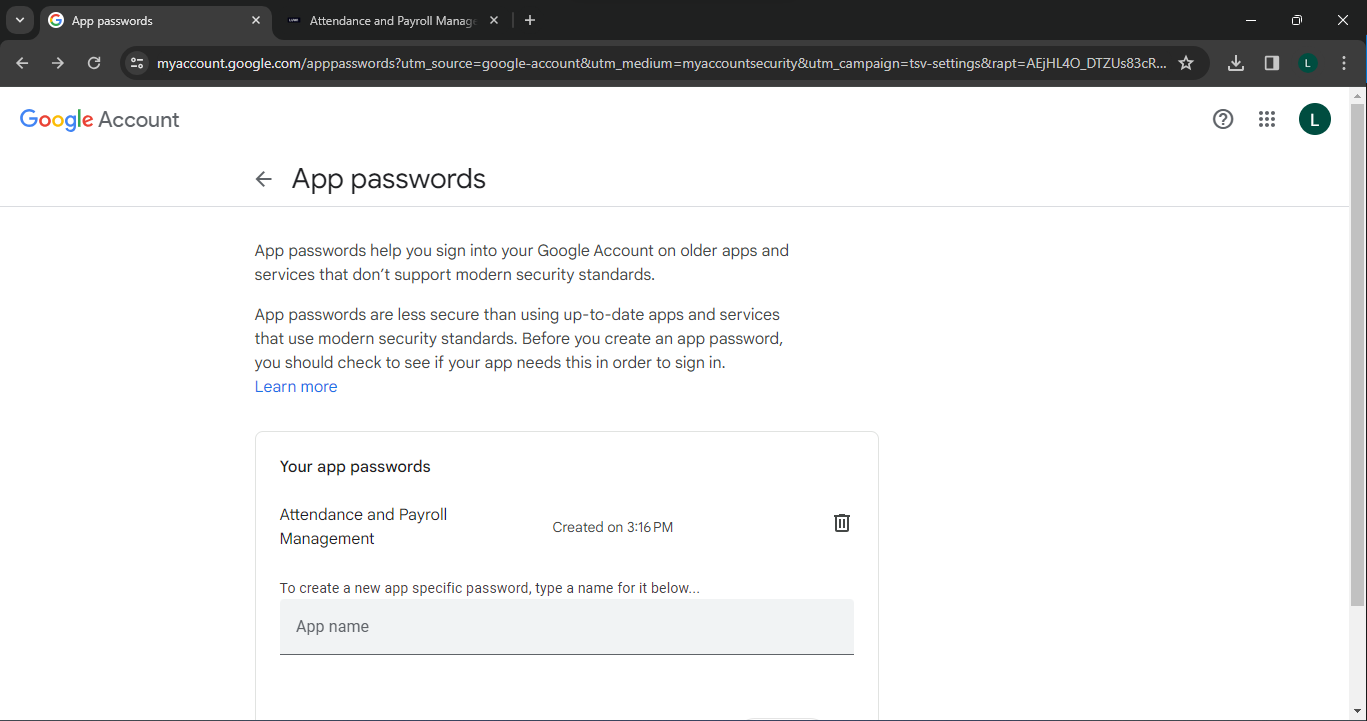 App passwords
Attendance and Payroll Manage
myaccount.google.com/apppasswords?utm_source=google-account&utm_medium=myaccountsecurity&utm_campaign=tsv-settings&rapt=AEjHL4O_DTZUs83cR...
L
Google Account
L
App passwords
App passwords help you sign into your Google Account on older apps and
services that don’t support modern security standards.
App passwords are less secure than using up-to-date apps and services
that use modern security standards. Before you create an app password,
you should check to see if your app needs this in order to sign in.
Learn more
Your app passwords
Attendance and Payroll
Management
Created on 3:16 PM
To create a new app specific password, type a name for it below...
App name